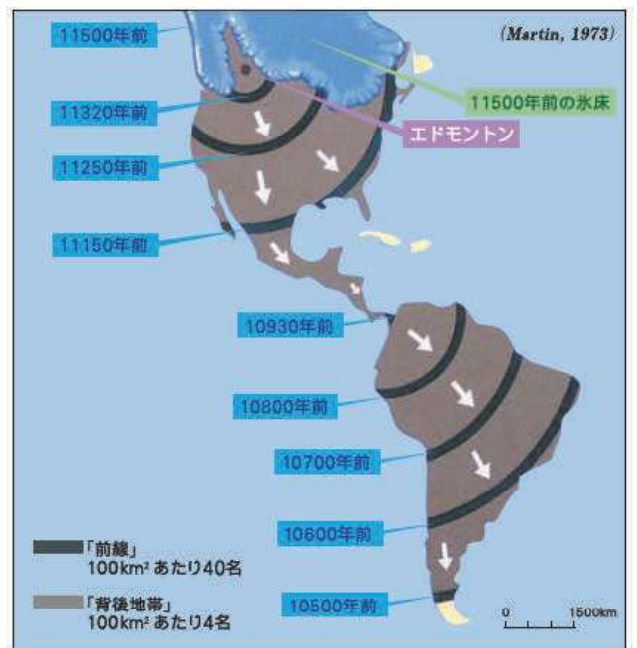 11500年前
(Martin, 1973)
11500年前の氷床
11320年前
エドモントン
11250年前
11150年前
10930年前
10800年前
10700年前
10600年前
「前線」
100km² あたり40名
「背後地帯」
100km² あたり4名
10500年前
0 1500km